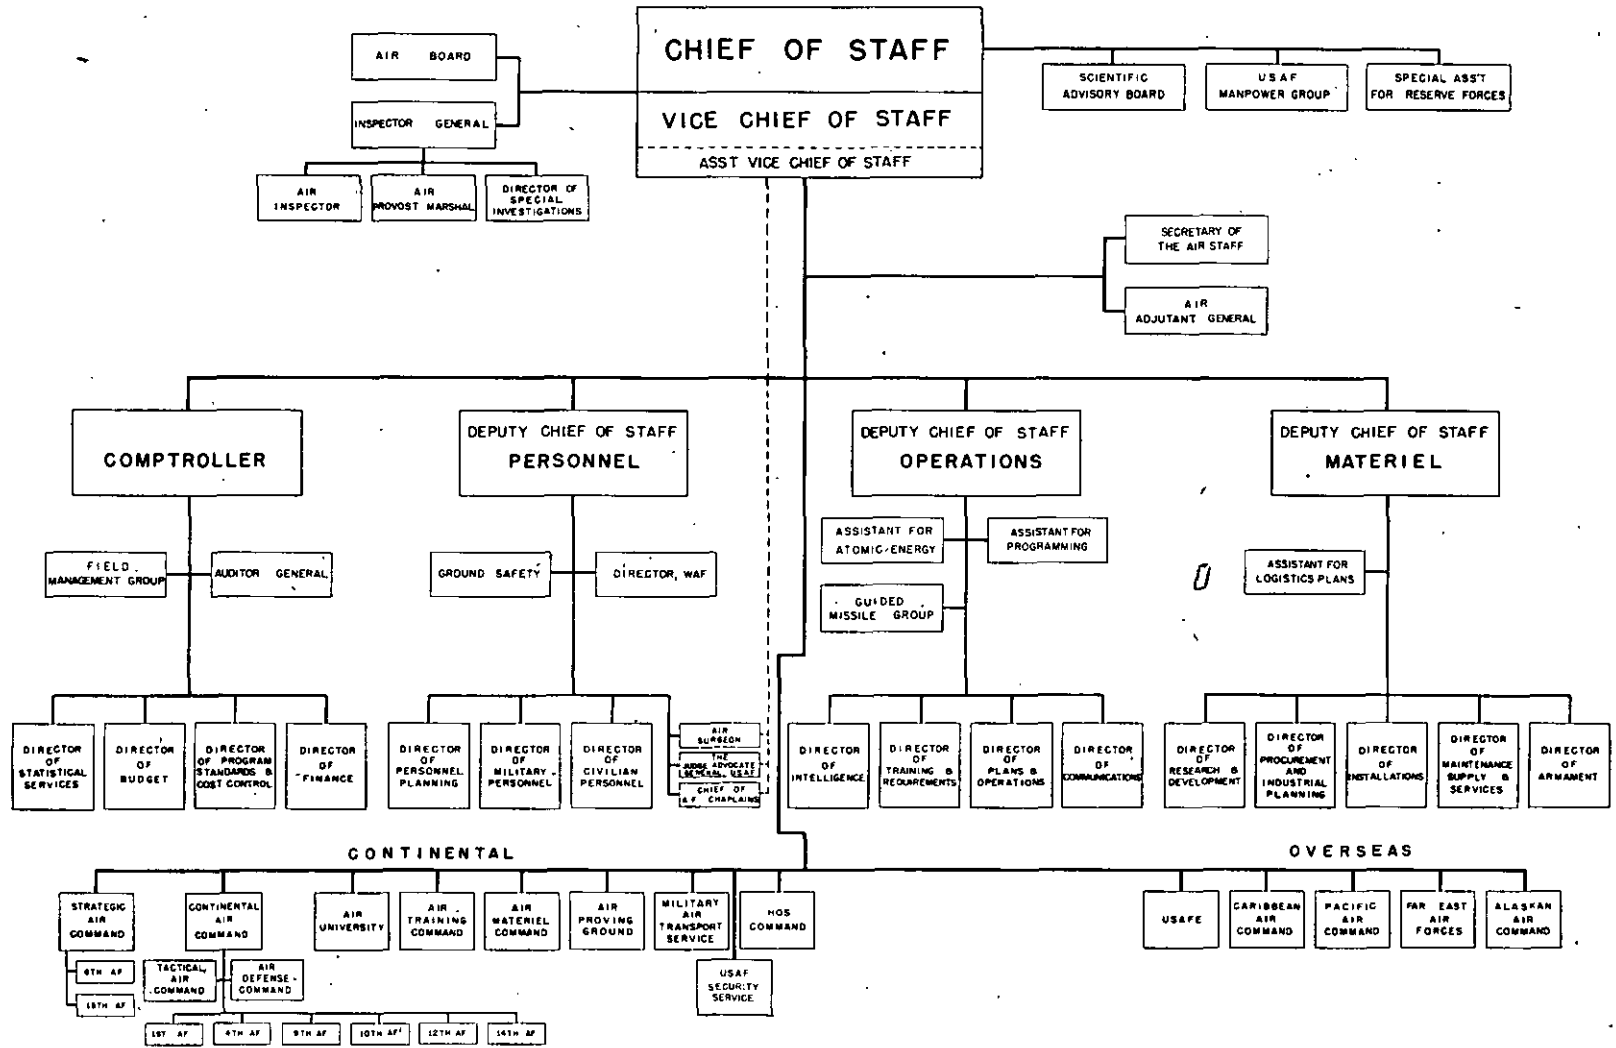 CHIEF OF STAFF
VICE CHIEF OF STAFF
ASST VICE CHIEF OF STAFF
AIR BOARD
INSPECTOR GENERAL
AIR
INSPECTOR
AIR
PROVOST MARSHAL
DIRECTOR OF
SPECIAL
INVESTIGATIONS
SCIENTIFIC
ADVISORY BOARD
USAF
MANPOWER GROUP
SPECIAL ASS'T
FOR RESERVE FORCES
SECRETARY OF
THE AIR STAFF
AIR
ADJUTANT GENERAL
COMPTROLLER
DEPUTY CHIEF OF STAFF
PERSONNEL
DEPUTY CHIEF OF STAFF
OPERATIONS
DEPUTY CHIEF OF STAFF
MATERIEL
FIELD
MANAGEMENT GROUP
AUDITOR GENERAL
GROUND SAFETY
DIRECTOR, WAF
ASSISTANT FOR
ATOMIC-ENERGY
ASSISTANT FOR
PROGRAMMING
GUIDED
MISSILE GROUP
ASSISTANT FOR
LOGISTICS PLANS
DIRECTOR
OF
STATISTICAL
SERVICES
DIRECTOR
OF
BUDGET
DIRECTOR
OF PROGRAM
STANDARDS &
COST CONTROL
DIRECTOR
OF
FINANCE
DIRECTOR
OF
PERSONNEL
PLANNING
DIRECTOR
OF
MILITARY
PERSONNEL
DIRECTOR
OF
CIVILIAN
PERSONNEL
AIR
SURGEON
THE
JUDGE ADVOCATE
GENERAL, USAF
CHIEF OF
A.F. CHAPLAINS
DIRECTOR
OF
INTELLIGENCE
DIRECTOR
OF
TRAINING &
REQUIREMENTS
DIRECTOR
OF
PLANS &
OPERATIONS
DIRECTOR
OF
COMMUNICATIONS
DIRECTOR
OF
RESEARCH &
DEVELOPMENT
DIRECTOR
OF
PROCUREMENT
AND
INDUSTRIAL
PLANNING
DIRECTOR
OF
INSTALLATIONS
DIRECTOR
OF
MAINTENANCE
SUPPLY &
SERVICES
DIRECTOR
OF
ARMAMENT
CONTINENTAL
OVERSEAS
STRATEGIC
AIR
COMMAND
CONTINENTAL
AIR
COMMAND
AIR
UNIVERSITY
AIR
TRAINING
COMMAND
AIR
MATERIEL
COMMAND
AIR
PROVING
GROUND
MILITARY
AIR
TRANSPORT
SERVICE
HQS
COMMAND
USAFE
CARIBBEAN
AIR
COMMAND
PACIFIC
AIR
COMMAND
FAR EAST
AIR
FORCES
ALASKAN
AIR
COMMAND
8TH AF
15TH AF
TACTICAL
AIR
COMMAND
AIR
DEFENSE
COMMAND
USAF
SECURITY
SERVICE
1ST AF
4TH AF
9TH AF
10TH AF
12TH AF
14TH AF